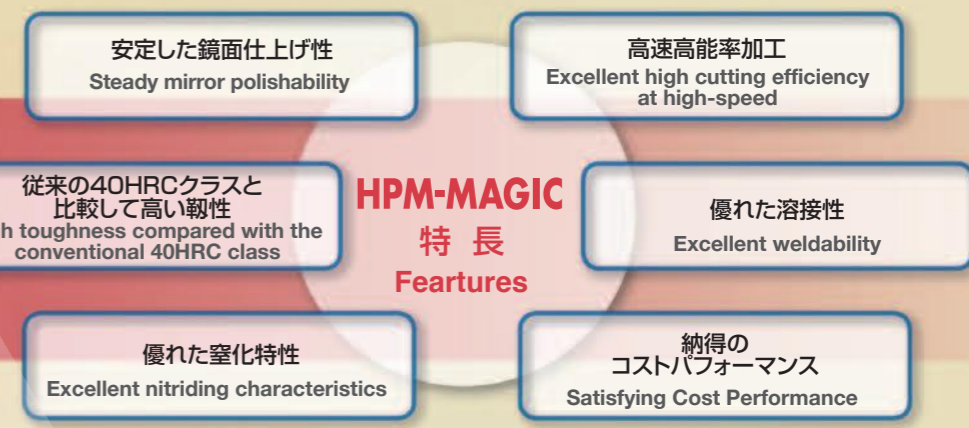 安定した鏡面仕上げ性
Steady mirror polishability
高速高能率加工
Excellent high cutting efficiency
at high-speed
従来の40HRCクラスと
比較して高い靱性
toughness compared with the
conventional 40HRC class
HPM-MAGIC
特 長
Feartures
優れた溶接性
Excellent weldability
優れた窒化特性
Excellent nitriding characteristics
納得の
コストパフォーマンス
Satisfying Cost Performance